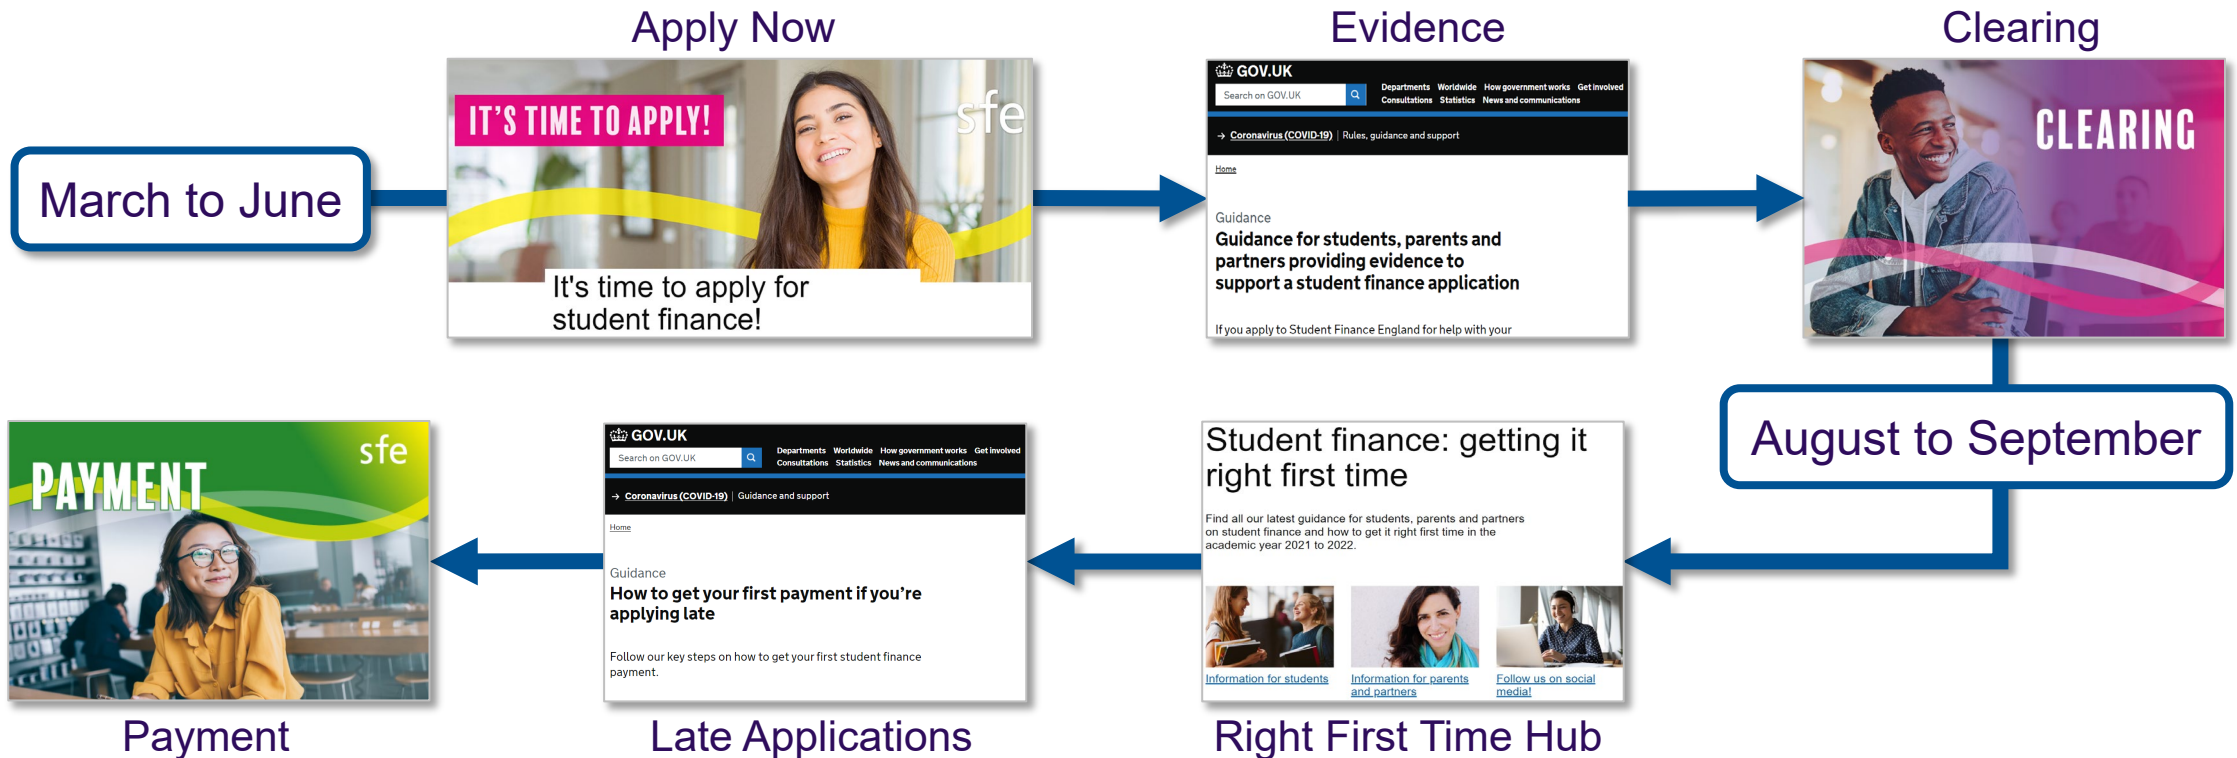 Apply Now
Evidence
Clearing
March to June
IT'S TIME TO APPLY!
sfe
It's time to apply for
student finance!
GOV.UK
Search on GOV.UK
Departments Worldwide How government works Get involved
Consultations Statistics News and communications
→ Coronavirus (COVID-19) | Rules, guidance and support
Home
Guidance
Guidance for students, parents and
partners providing evidence to
support a student finance application
If you apply to Student Finance England for help with your
CLEARING
August to September
Student finance: getting it
right first time
Find all our latest guidance for students, parents and partners
on student finance and how to get it right first time in the
academic year 2021 to 2022.
Information for students
Information for parents
and partners
Follow us on social
media!
Right First Time Hub
GOV.UK
Search on GOV.UK
Departments Worldwide How government works Get involved
Consultations Statistics News and communications
→ Coronavirus (COVID-19) | Guidance and support
Home
Guidance
How to get your first payment if you're
applying late
Follow our key steps on how to get your first student finance
payment.
Late Applications
PAYMENT
sfe
Payment